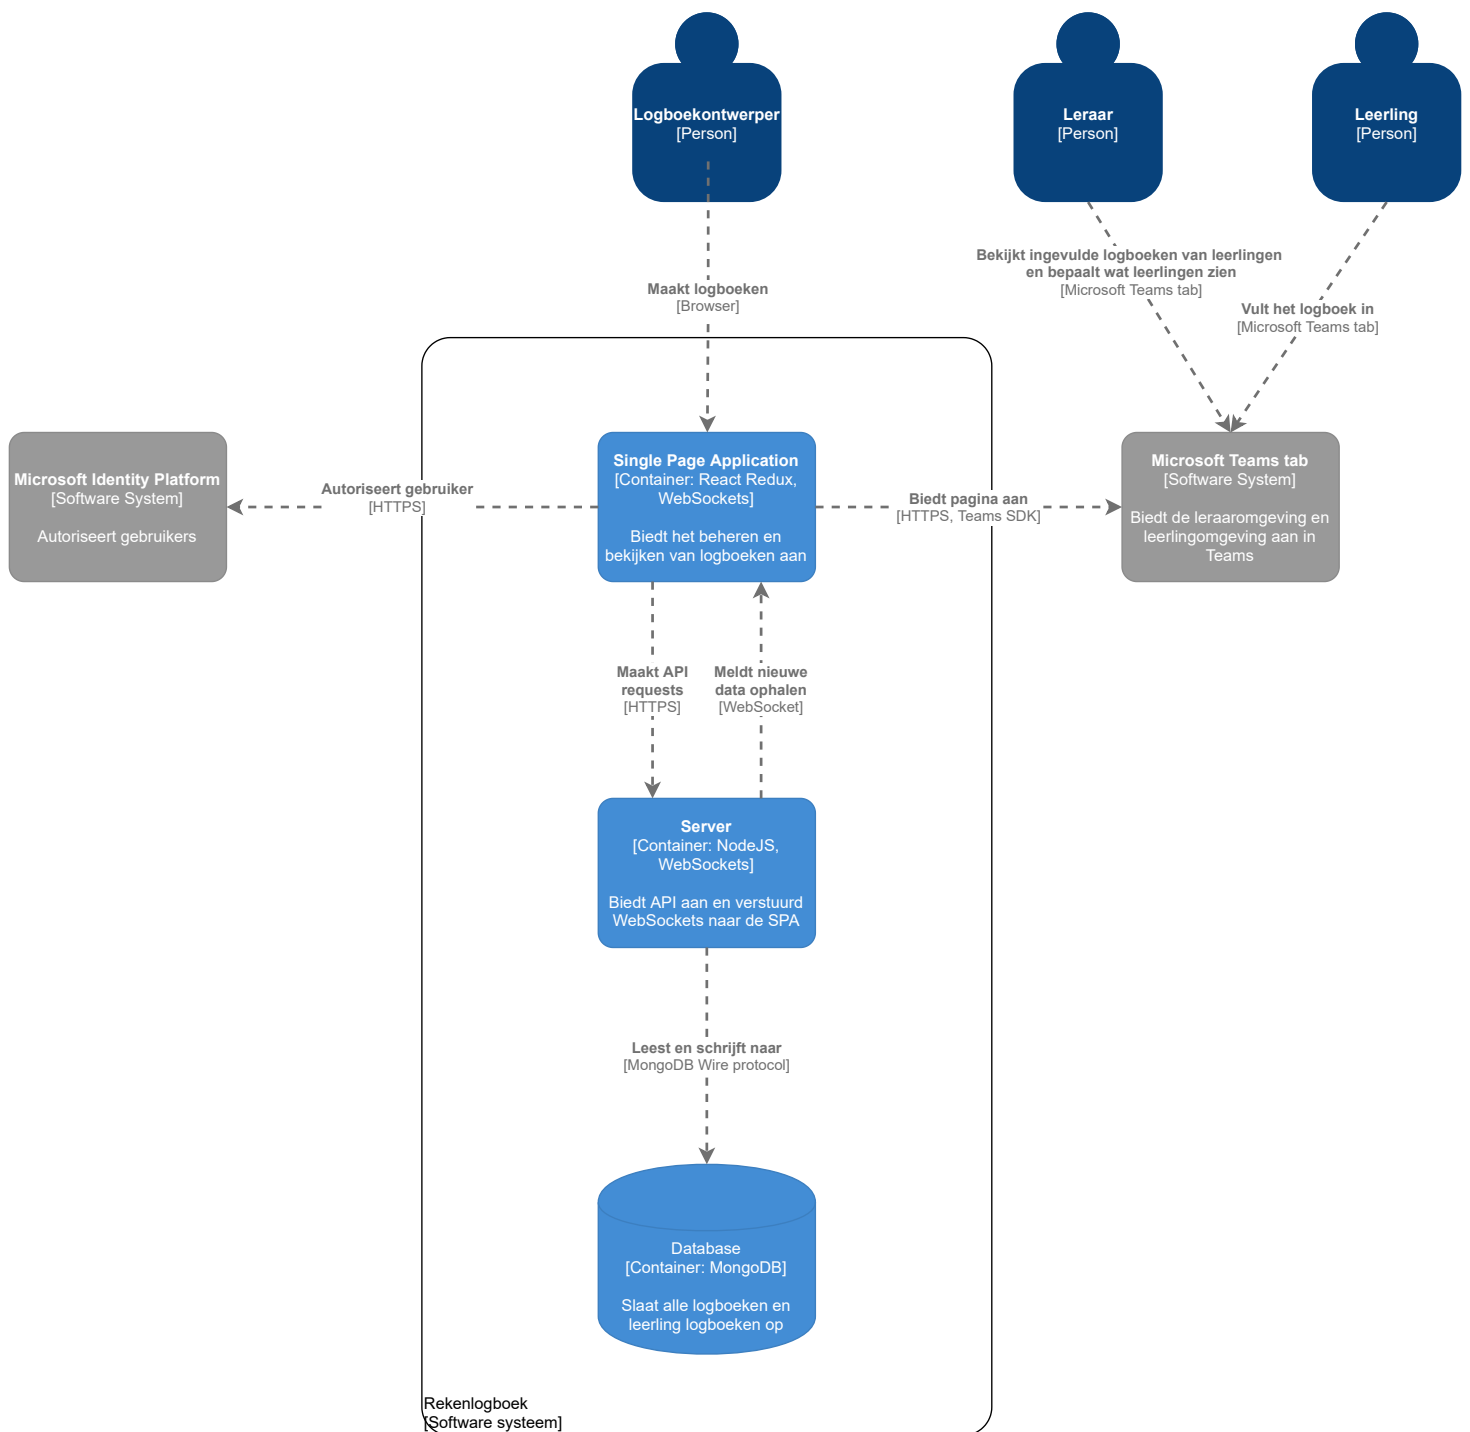 Logboekontwerper
[Person]
Leraar
[Person]
Leerling
[Person]
Bekijkt ingevulde logboeken van leerlingen
en bepaalt wat leerlingen zien
[Microsoft Teams tab]
Maakt logboeken
[Browser]
Vult het logboek in
[Microsoft Teams tab]
Microsoft Identity Platform
[Software System]
Autoriseert gebruikers
Autoriseert gebruiker
[HTTPS]
Single Page Application
[Container: React Redux,
WebSockets]
Biedt het beheren en
bekijken van logboeken aan
Biedt pagina aan
[HTTPS, Teams SDK]
Microsoft Teams tab
[Software System]
Biedt de leraaromgeving en
leerlingomgeving aan in
Teams
Maakt API
requests
[HTTPS]
Meldt nieuwe
data ophalen
[WebSocket]
Server
[Container: NodeJS,
WebSockets]
Biedt API aan en verstuurd
WebSockets naar de SPA
Leest en schrijft naar
[MongoDB Wire protocol]
Database
[Container: MongoDB]
Slaat alle logboeken en
leerling logboeken op
Rekenlogboek
[Software systeem]